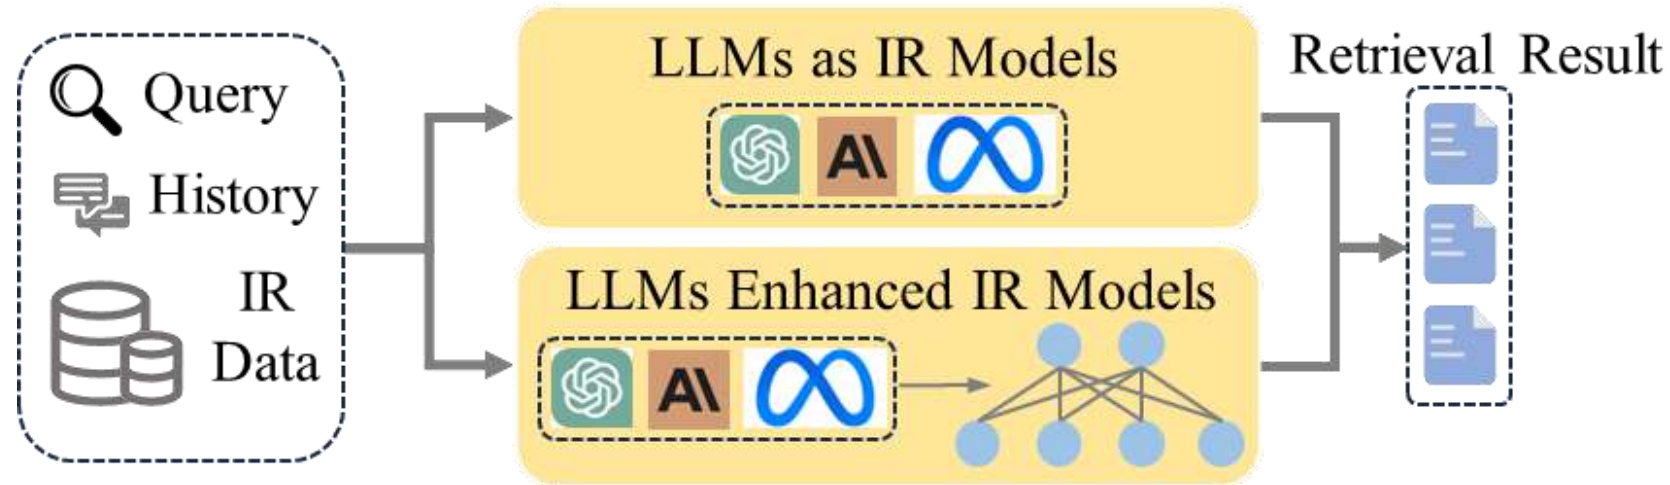 Query
History
IR
Data
LLMs as IR Models
AI
LLMs Enhanced IR Models
AI
Retrieval Result